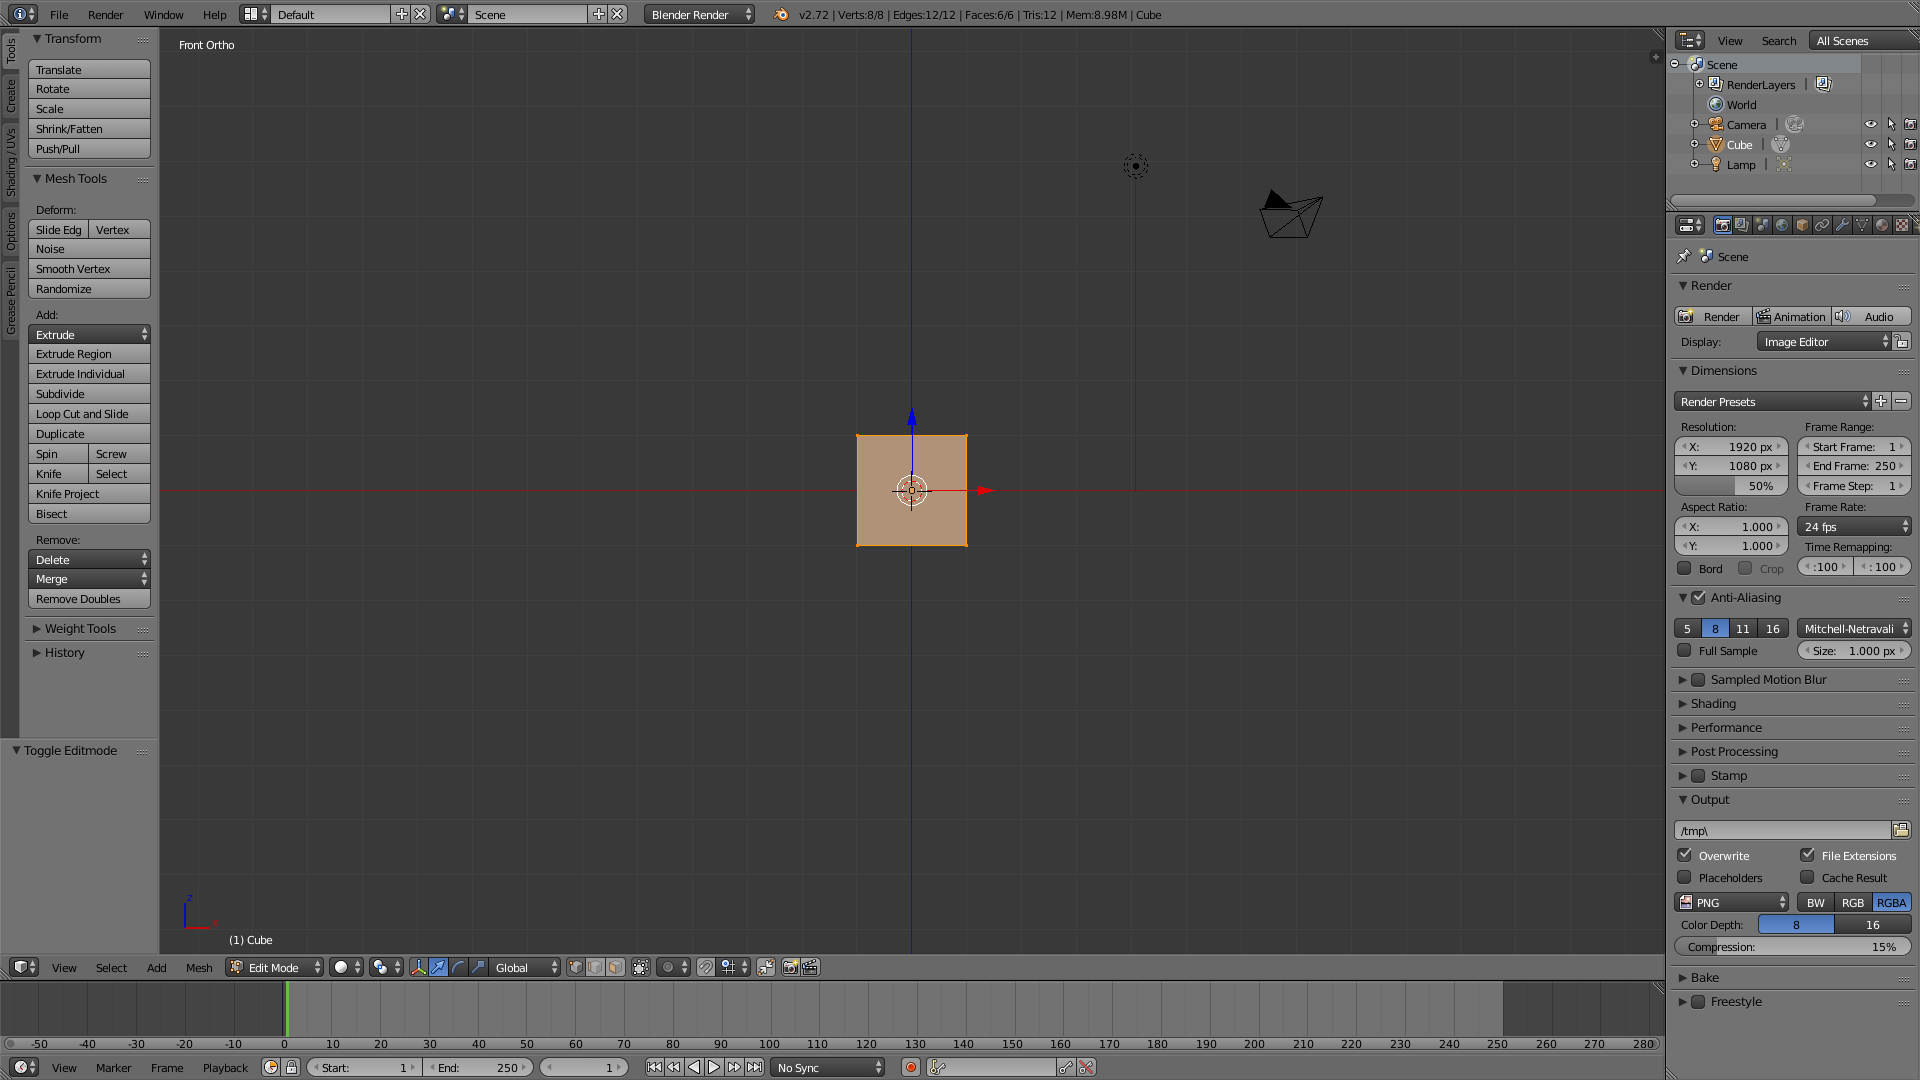 File Render Window Help Default Scene Blender Render v2.72 | Verts:8/8 | Edges:12/12 | Faces:6/6 | Tris:12 | Mem:8.98M | Cube
Tools
Create
Shading / UVs
Options
Grease Pencil
Transform
Translate
Rotate
Scale
Shrink/Fatten
Push/Pull
Mesh Tools
Deform:
Slide Edg Vertex
Noise
Smooth Vertex
Randomize
Add:
Extrude
Extrude Region
Extrude Individual
Subdivide
Loop Cut and Slide
Duplicate
Spin Screw
Knife Select
Knife Project
Bisect
Remove:
Delete
Merge
Remove Doubles
Weight Tools
History
Toggle Editmode
Front Ortho
z
x
(1) Cube
View Select Add Mesh Edit Mode Global
-50 -40 -30 -20 -10 0 10 20 30 40 50 60 70 80 90 100 110 120 130 140 150 160 170 180 190 200 210 220 230 240 250 260 270 280
View Marker Frame Playback Start: 1 End: 250 1 No Sync
View Search All Scenes
Scene
RenderLayers |
World
Camera |
Cube |
Lamp |
Scene
Render
Render Animation Audio
Display: Image Editor
Dimensions
Render Presets
Resolution: Frame Range:
X: 1920 px Start Frame: 1
Y: 1080 px End Frame: 250
50% Frame Step: 1
Aspect Ratio: Frame Rate:
X: 1.000 24 fps
Y: 1.000 Time Remapping:
Bord Crop :100 : 100
Anti-Aliasing
5 8 11 16 Mitchell-Netravali
Full Sample Size: 1.000 px
Sampled Motion Blur
Shading
Performance
Post Processing
Stamp
Output
/tmp\
Overwrite File Extensions
Placeholders Cache Result
PNG BW RGB RGBA
Color Depth: 8 16
Compression: 15%
Bake
Freestyle